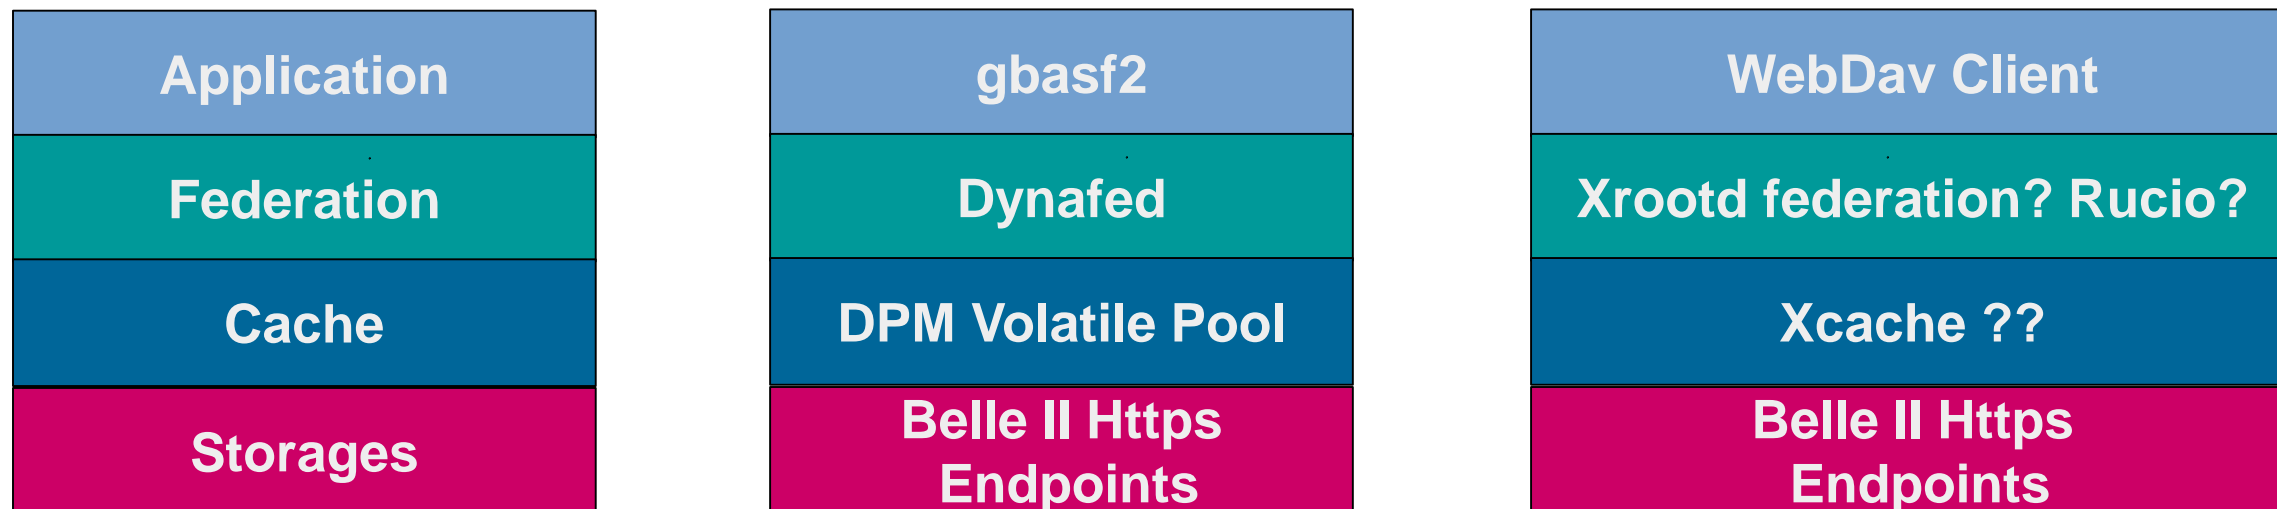 Application
Federation
Cache
Storages
gbasf2
Dynafed
DPM Volatile Pool
Belle II Https
Endpoints
WebDav Client
Xrootd federation? Rucio?
Xcache ??
Belle II Https
Endpoints